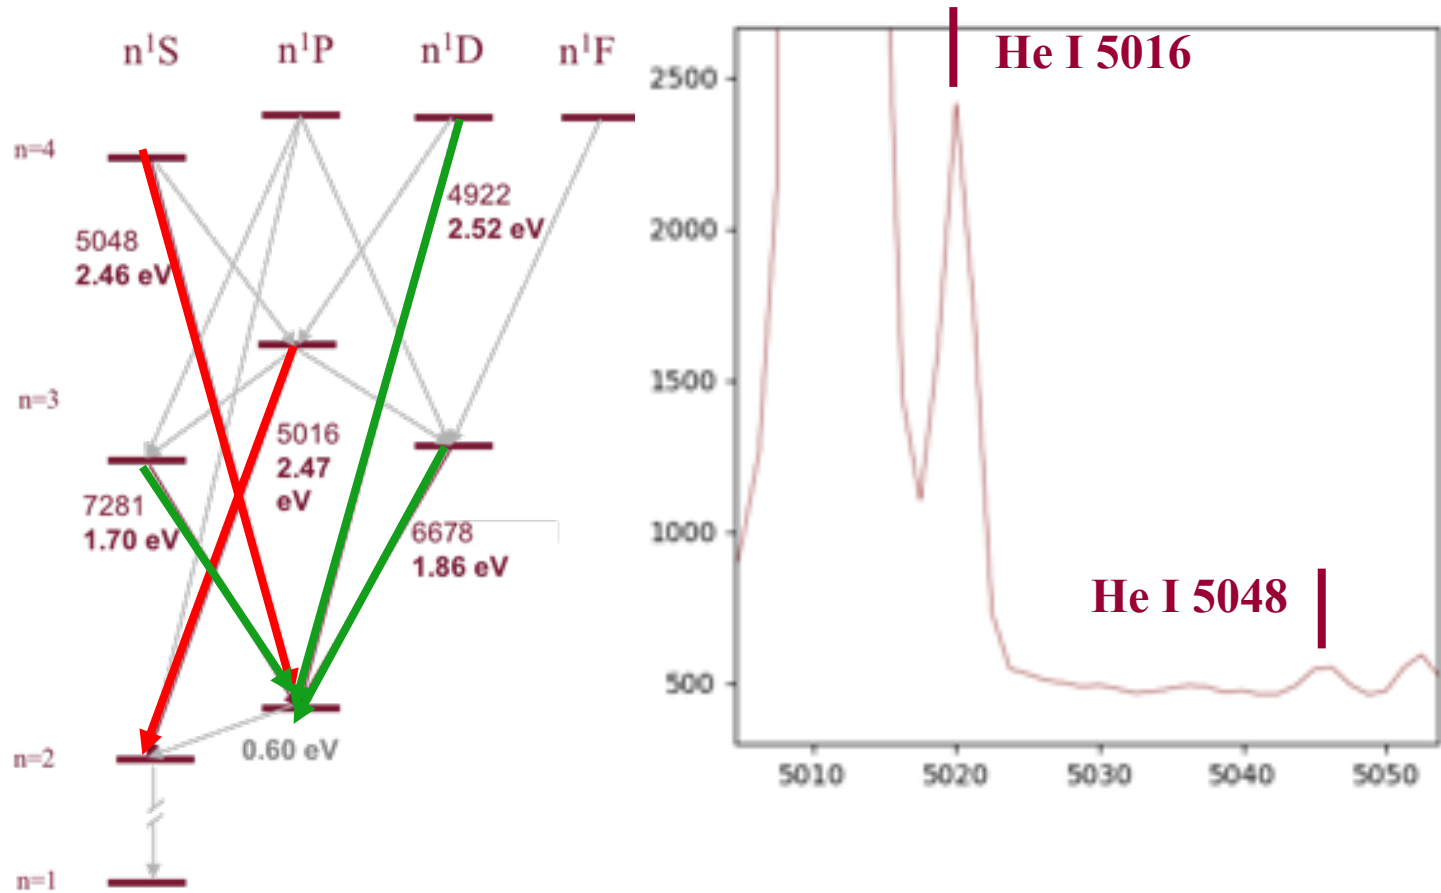 n¹S
n¹P
n¹D
n¹F
n=4
5048
2.46 eV
4922
2.52 eV
n=3
5016
2.47
eV
7281
1.70 eV
6678
1.86 eV
0.60 eV
n=2
n=1
He I 5016
2500
2000
1500
1000
500
He I 5048
5010
5020
5030
5040
5050